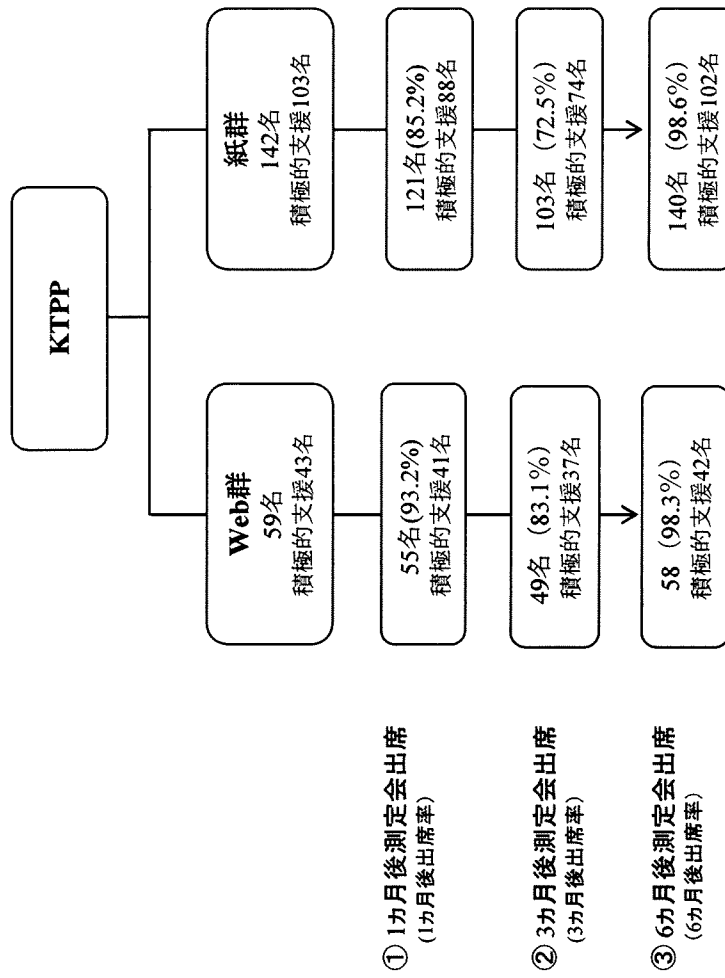 KTPP
Web群
59名
積極的支援43名
紙群
142名
積極的支援103名
① 1ヵ月後測定会出席
(1ヵ月後出席率)
55名(93.2%)
積極的支援41名
121名(85.2%)
積極的支援88名
② 3ヵ月後測定会出席
(3ヵ月後出席率)
49名（83.1%）
積極的支援37名
103名（72.5%）
積極的支援74名
③ 6ヵ月後測定会出席
（6ヵ月後出席率）
58（98.3%）
積極的支援42名
140名（98.6%）
積極的支援102名